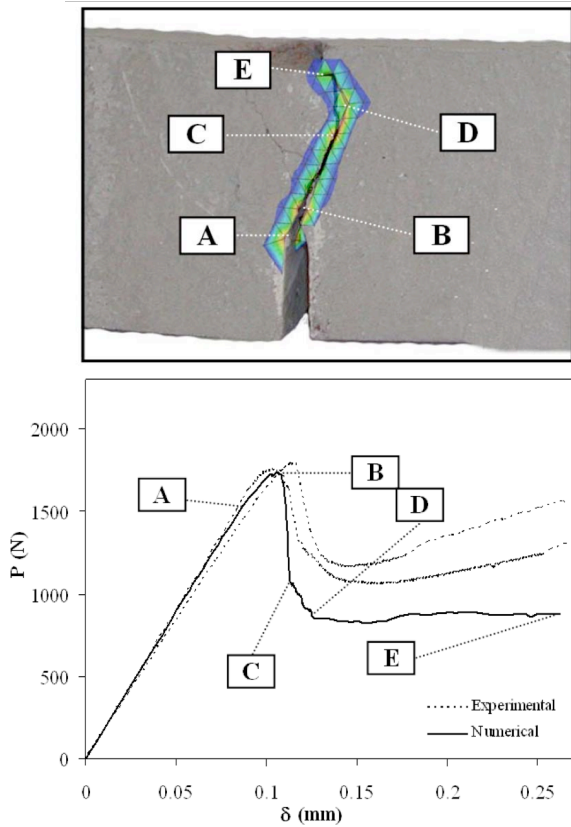 E
C
D
A
B
2000
1500
1000
500
0
P (N)
A
B
D
C
E
Experimental
Numerical
0
0.05
0.1
0.15
0.2
0.25
δ (mm)